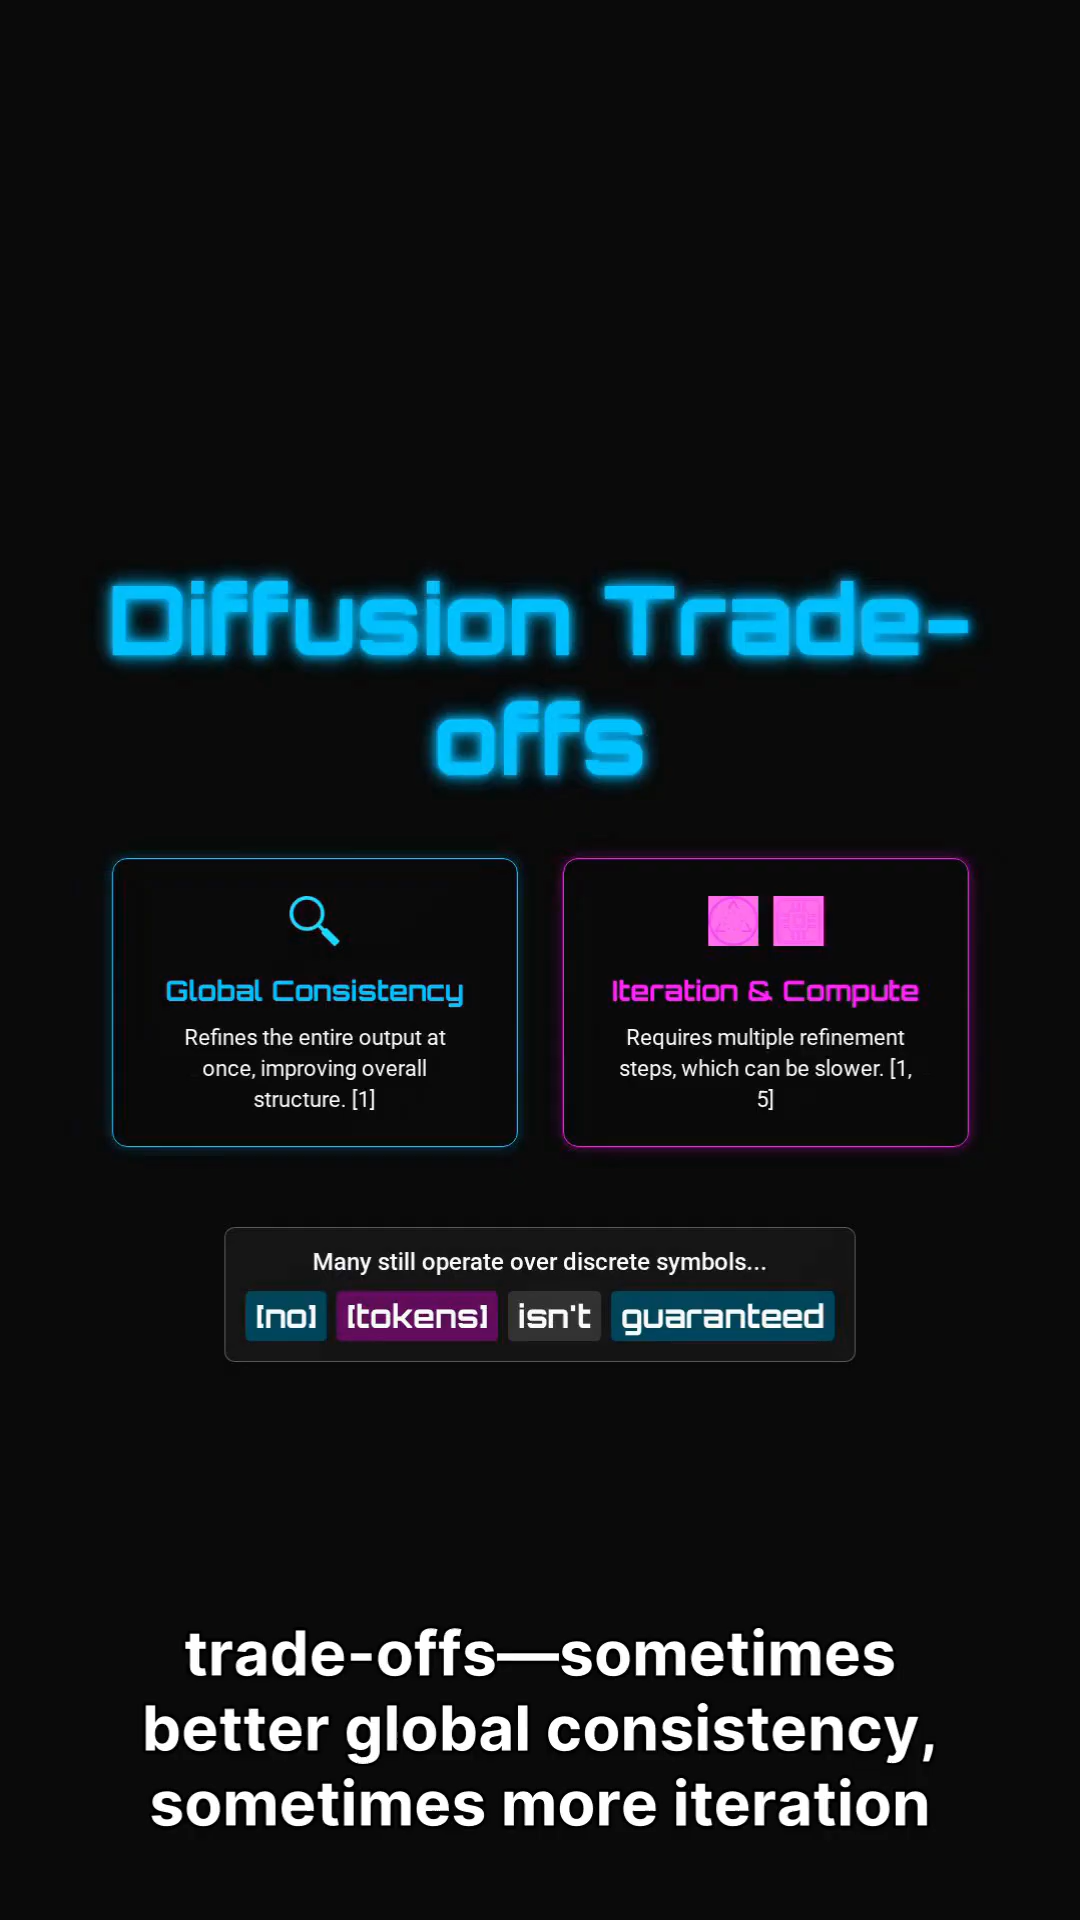 Diffusion Trade-
offs
Global Consistency
Refines the entire output at
once, improving overall
structure. [1]
Iteration & Compute
Requires multiple refinement
steps, which can be slower. [1,
5]
Many still operate over discrete symbols...
[no] [tokens] isn't guaranteed
trade-offs—sometimes
better global consistency,
sometimes more iteration